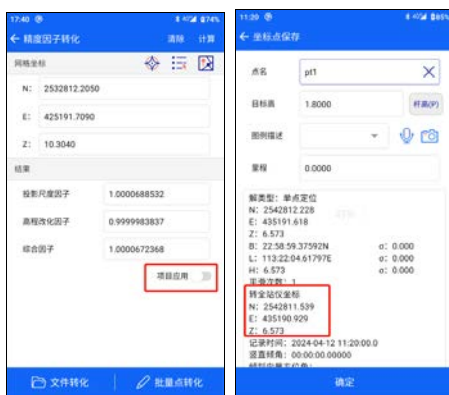 17:40
74%
精度因子转化
清除
计算
网格坐标
N: 2532812.2050
E: 425191.7090
Z: 10.3040
结果
投影尺度因子 1.0000688532
高程改化因子 0.9999983837
综合因子 1.0000672368
项目应用
文件转化
批量点转化
11:20
85%
坐标点保存
点名 pt1
目标高 1.8000 杆高(P)
图例描述
里程 0.0000
解类型: 单点定位
N: 2542812.228
E: 435191.618
Z: 6.573
B: 22:58:59.37592N σ: 0.000
L: 113:22:04.61797E σ: 0.000
H: 6.573 σ: 0.000
平滑次数: 1
转全站仪坐标
N: 2542811.539
E: 435190.929
Z: 6.573
记录时间: 2024-04-12 11:20:00.0
竖直倾角: 00:00:00.00000
确定